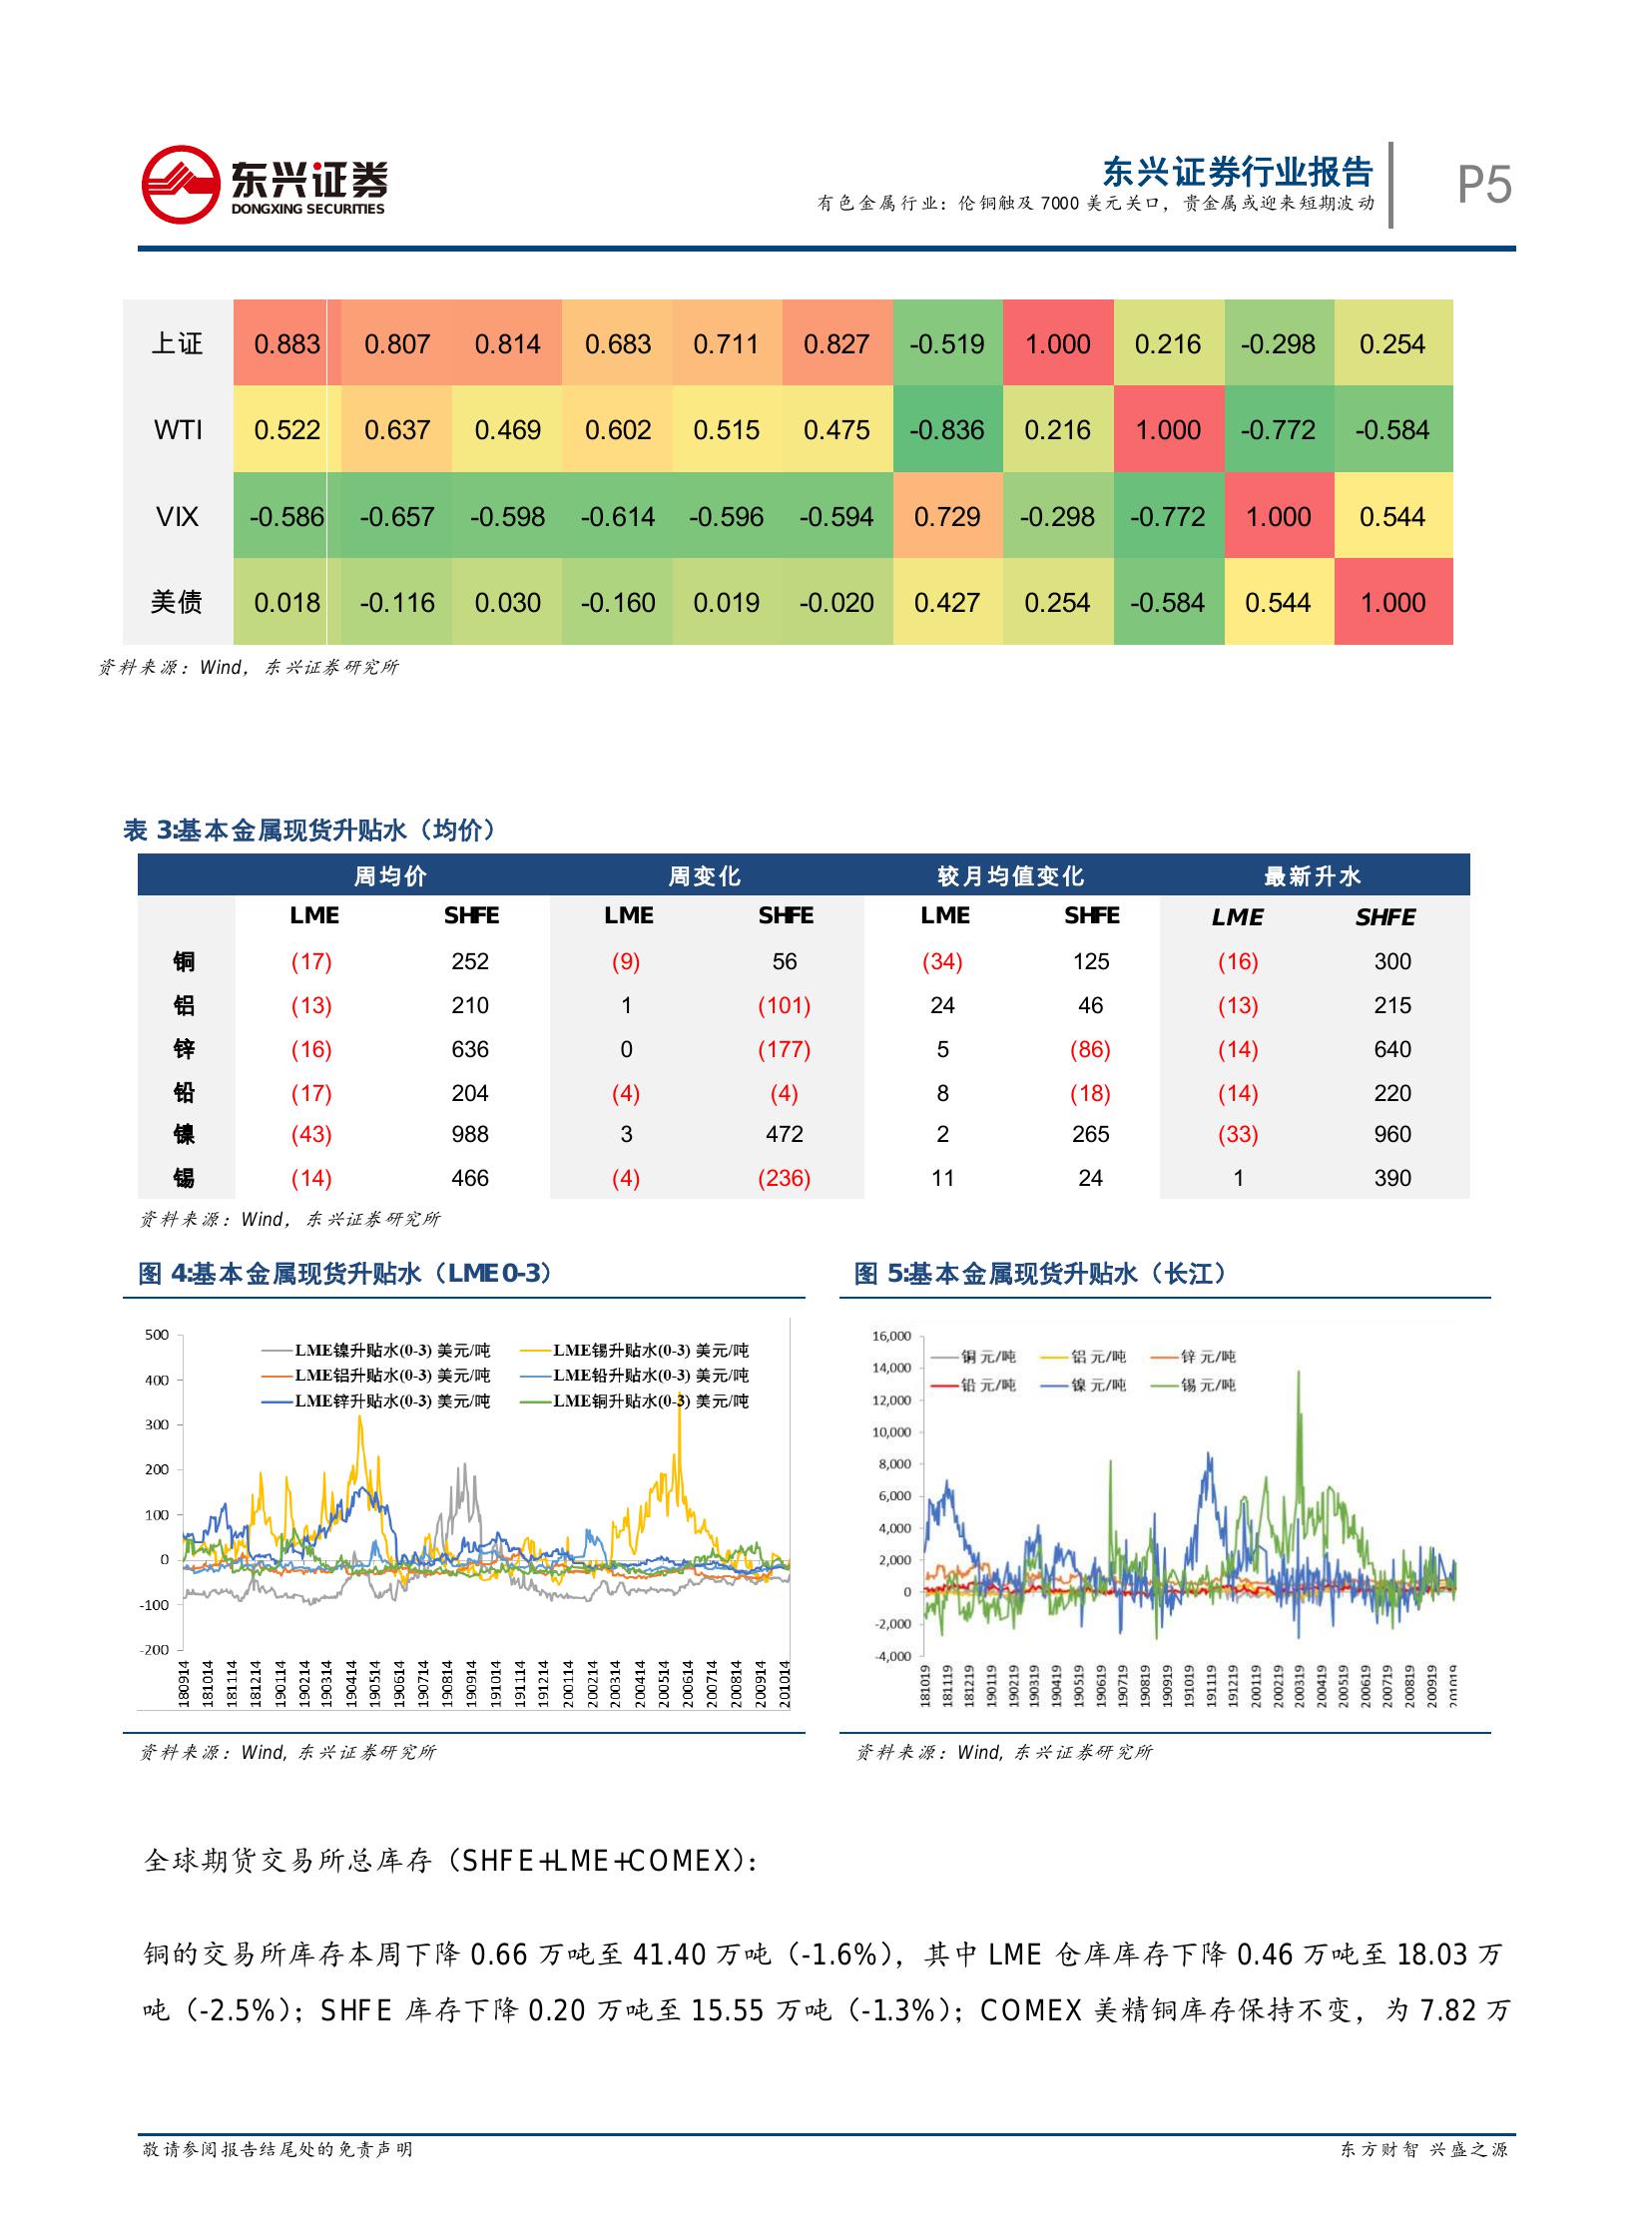 东兴证券
DONGXING SECURITIES
东兴证券行业报告
有色金属行业：伦铜触及 7000 美元关口，贵金属或迎来短期波动
P5
上证 0.883 0.807 0.814 0.683 0.711 0.827 -0.519 1.000 0.216 -0.298 0.254
WTI 0.522 0.637 0.469 0.602 0.515 0.475 -0.836 0.216 1.000 -0.772 -0.584
VIX -0.586 -0.657 -0.598 -0.614 -0.596 -0.594 0.729 -0.298 -0.772 1.000 0.544
美债 0.018 -0.116 0.030 -0.160 0.019 -0.020 0.427 0.254 -0.584 0.544 1.000
资料来源：Wind，东兴证券研究所
表 3:基本金属现货升贴水（均价）
周均价 周变化 较月均值变化 最新升水
LME SHFE LME SHFE LME SHFE LME SHFE
铜 (17) 252 (9) 56 (34) 125 (16) 300
铝 (13) 210 1 (101) 24 46 (13) 215
锌 (16) 636 0 (177) 5 (86) (14) 640
铅 (17) 204 (4) (4) 8 (18) (14) 220
镍 (43) 988 3 472 2 265 (33) 960
锡 (14) 466 (4) (236) 11 24 1 390
资料来源：Wind，东兴证券研究所
图 4:基本金属现货升贴水（LME0-3）
500
400
300
200
100
0
-100
-200
LME镍升贴水(0-3) 美元/吨 LME锡升贴水(0-3) 美元/吨
LME铝升贴水(0-3) 美元/吨 LME铅升贴水(0-3) 美元/吨
LME锌升贴水(0-3) 美元/吨 LME铜升贴水(0-3) 美元/吨
180914 181014 181114 181214 190114 190214 190314 190414 190514 190614 190714 190814 190914 191014 191114 191214 200114 200214 200314 200414 200514 200614 200714 200814 200914 201014
资料来源：Wind, 东兴证券研究所
图 5:基本金属现货升贴水（长江）
16,000
14,000
12,000
10,000
8,000
6,000
4,000
2,000
0
-2,000
-4,000
铜 元/吨 铝 元/吨 锌 元/吨
铅 元/吨 镍 元/吨 锡 元/吨
181019 181119 181219 190119 190219 190319 190419 190519 190619 190719 190819 190919 191019 191119 191219 200119 200219 200319 200419 200519 200619 200719 200819 200919 201019
资料来源：Wind, 东兴证券研究所
全球期货交易所总库存（SHFE+LME+COMEX）：
铜的交易所库存本周下降 0.66 万吨至 41.40 万吨（-1.6%），其中 LME 仓库库存下降 0.46 万吨至 18.03 万
吨（-2.5%）；SHFE 库存下降 0.20 万吨至 15.55 万吨（-1.3%）；COMEX 美精铜库存保持不变，为 7.82 万
敬请参阅报告结尾处的免责声明
东方财智 兴盛之源